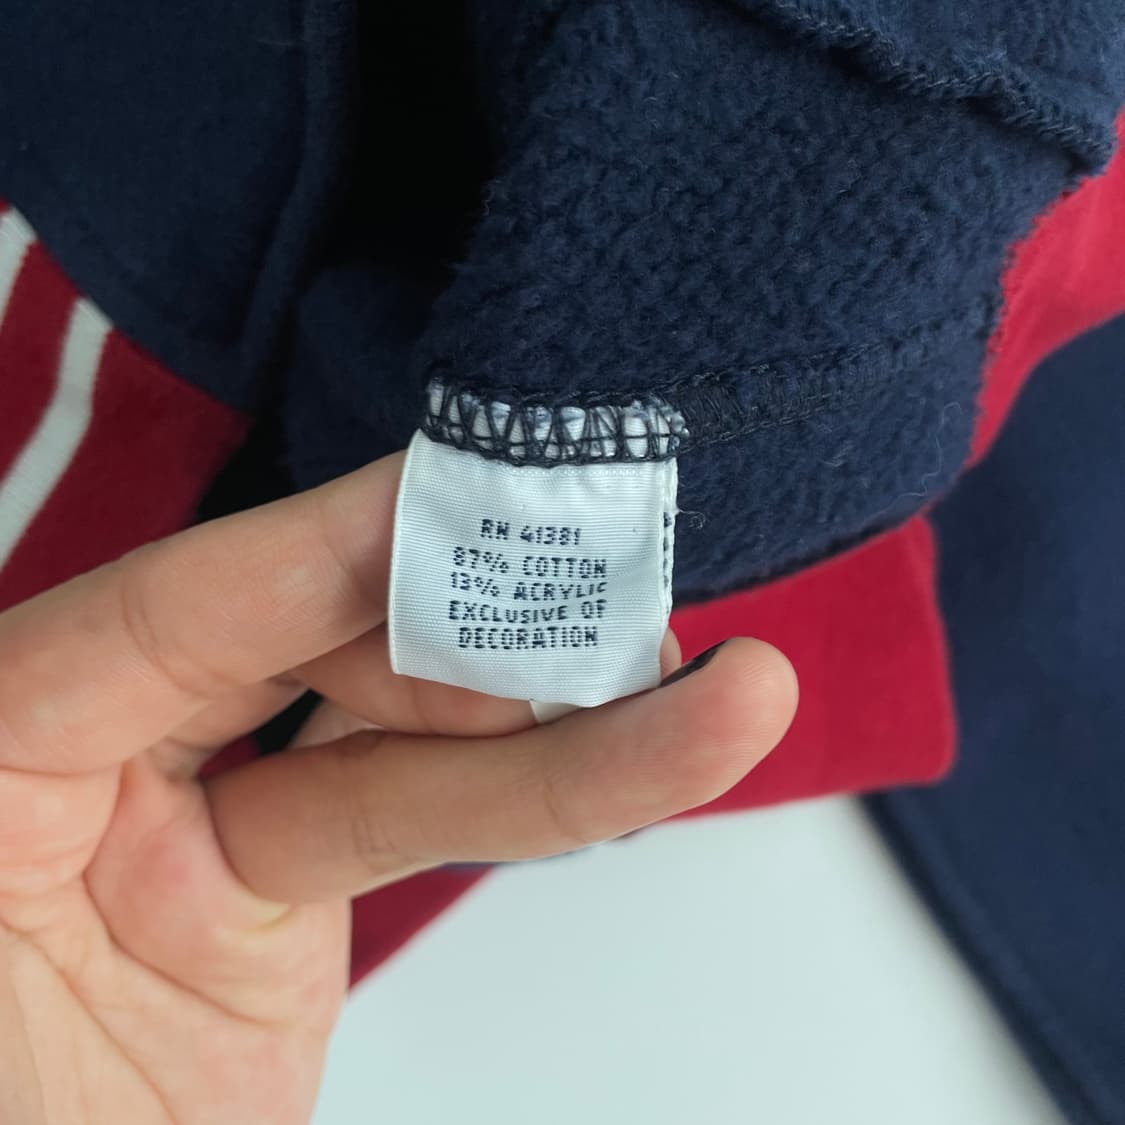 RN 41381
87% COTTON
13% ACRYLIC
EXCLUSIVE OF
DECORATION